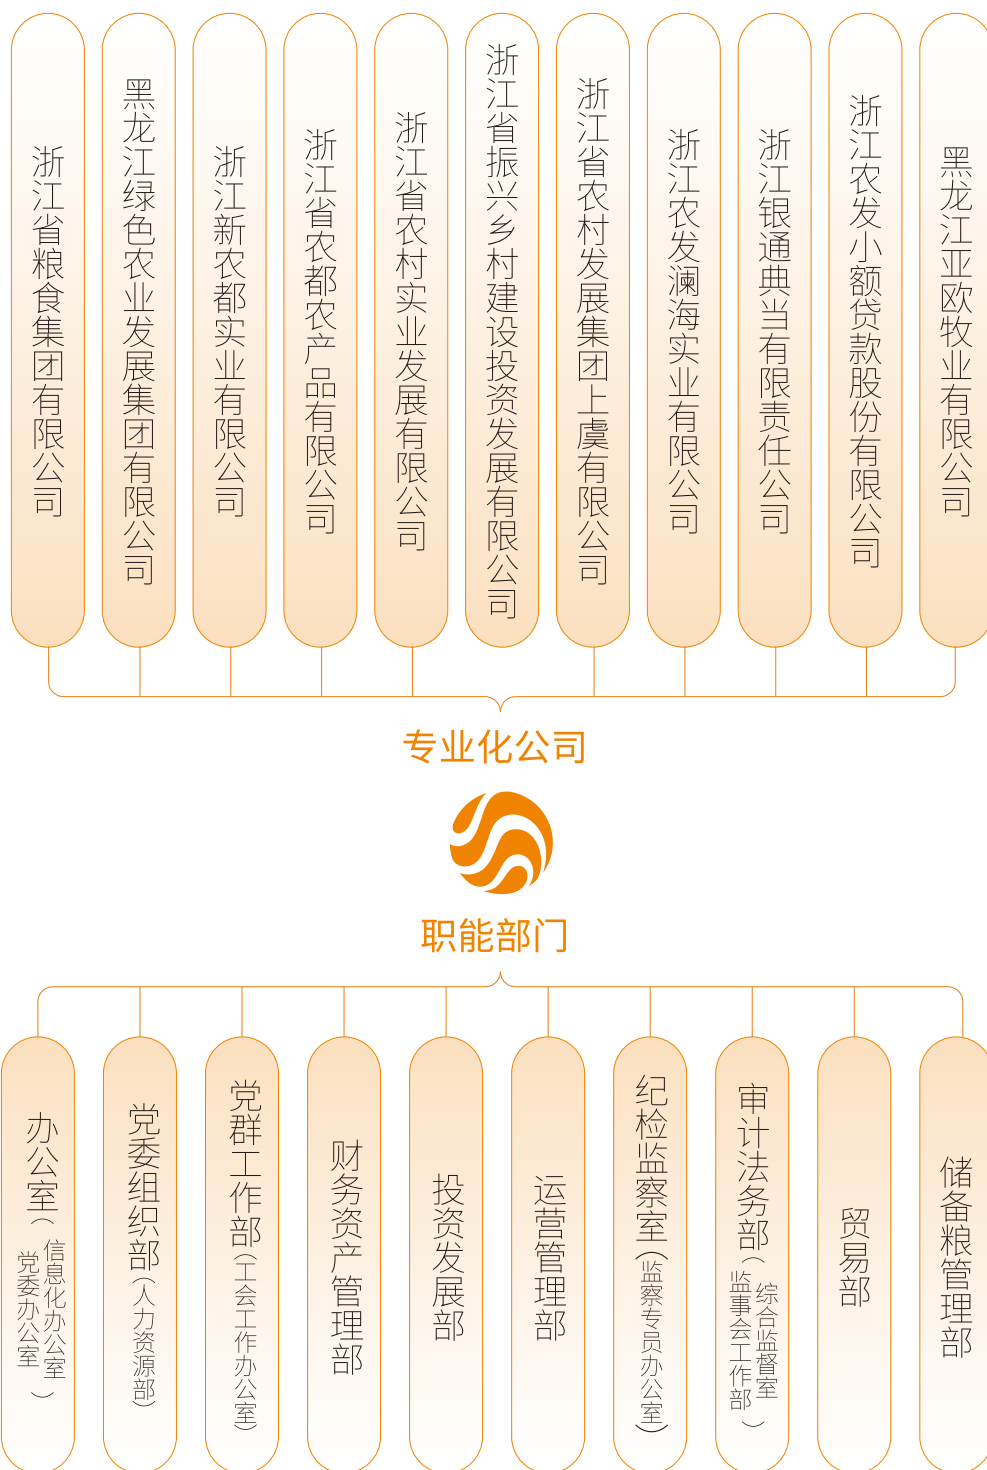 浙江省粮食集团有限公司
黑龙江绿色农业发展集团有限公司
浙江新农都实业有限公司
浙江省农都农产品有限公司
浙江省农村实业发展有限公司
浙江省振兴乡村建设投资发展有限公司
浙江省农村发展集团上虞有限公司
浙江农发澜海实业有限公司
浙江银通典当有限责任公司
浙江农发小额贷款股份有限公司
黑龙江亚欧牧业有限公司
专业化公司
职能部门
办公室（党委办公室
信息化办公室）
党委组织部（人力资源部）
党群工作部（工会工作办公室）
财务资产管理部
投资发展部
运营管理部
纪检监察室（监察专员办公室）
审计法务部（监事会工作部
综合监督室）
贸易部
储备粮管理部